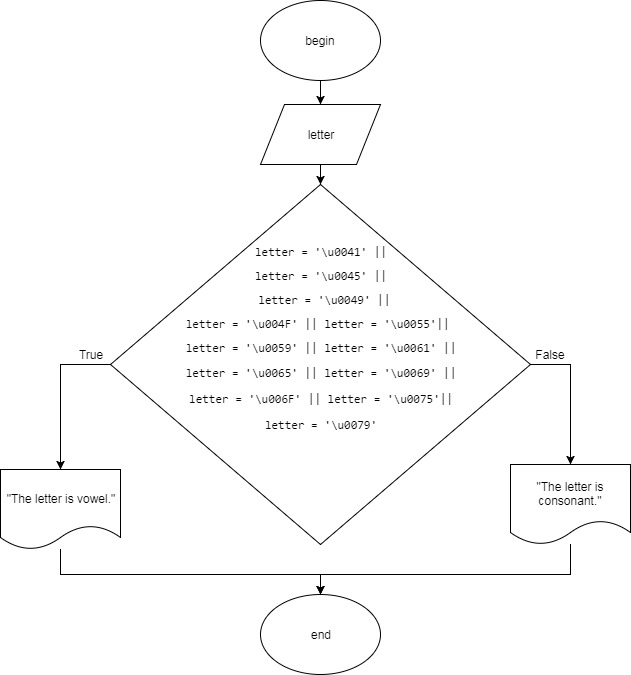 begin
letter
letter = '\u0041' ||
letter = '\u0045' ||
letter = '\u0049' ||
letter = '\u004F' || letter = '\u0055'||
letter = '\u0059' || letter = '\u0061' ||
letter = '\u0065' || letter = '\u0069' ||
letter = '\u006F' || letter = '\u0075'||
letter = '\u0079'
True
False
"The letter is vowel."
"The letter is
consonant."
end